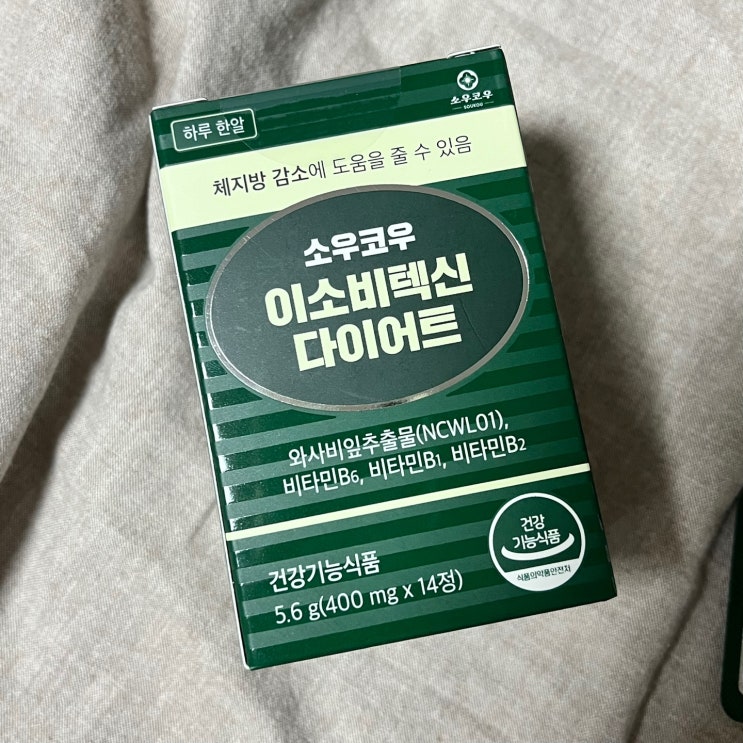 소우코우
SOUKOU
하루 한알
체지방 감소에 도움을 줄 수 있음
소우코우
이소비텍신
다이어트
와사비잎추출물(NCWL01),
비타민B6, 비타민B1, 비타민B2
건강기능식품
5.6 g(400 mg x 14정)
건강
기능식품
식품의약품안전처